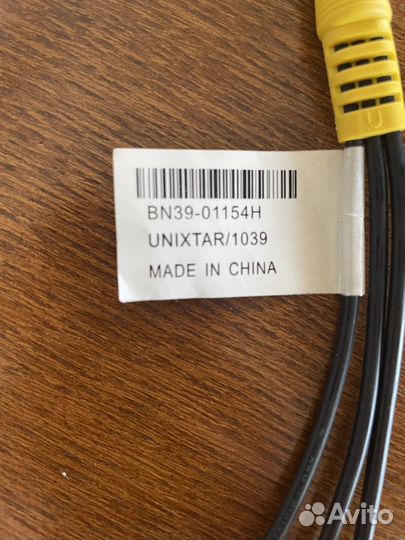 BN39-01154H
UNIXTAR/1039
MADE IN CHINA
Avito